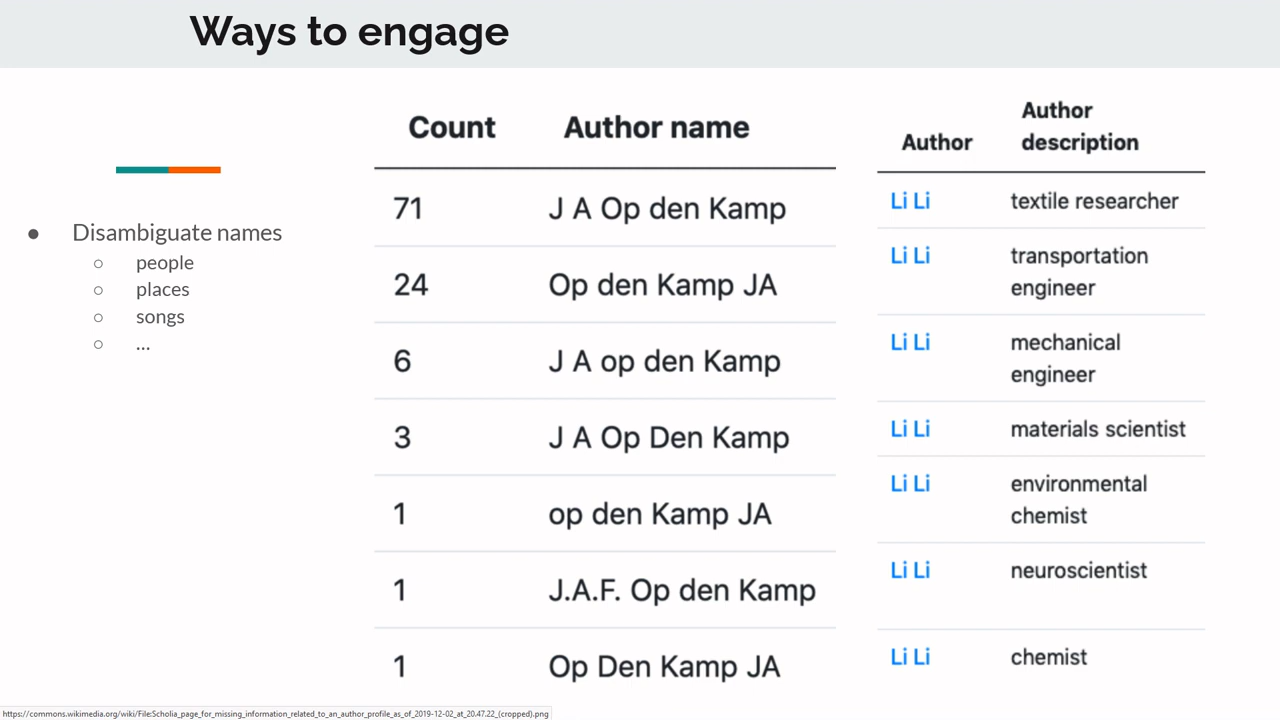 Ways to engage
● Disambiguate names
○ people
○ places
○ songs
○ ...
Count Author name
71 J A Op den Kamp
24 Op den Kamp JA
6 J A op den Kamp
3 J A Op Den Kamp
1 op den Kamp JA
1 J.A.F. Op den Kamp
1 Op Den Kamp JA
Author
Author description
Li Li textile researcher
Li Li transportation
engineer
Li Li mechanical
engineer
Li Li materials scientist
Li Li environmental
chemist
Li Li neuroscientist
Li Li chemist
https://commons.wikimedia.org/wiki/File:Scholia_page_for_missing_information_related_to_an_author_profile_as_of_2019-12-02_at_20.47.22_(cropped).png